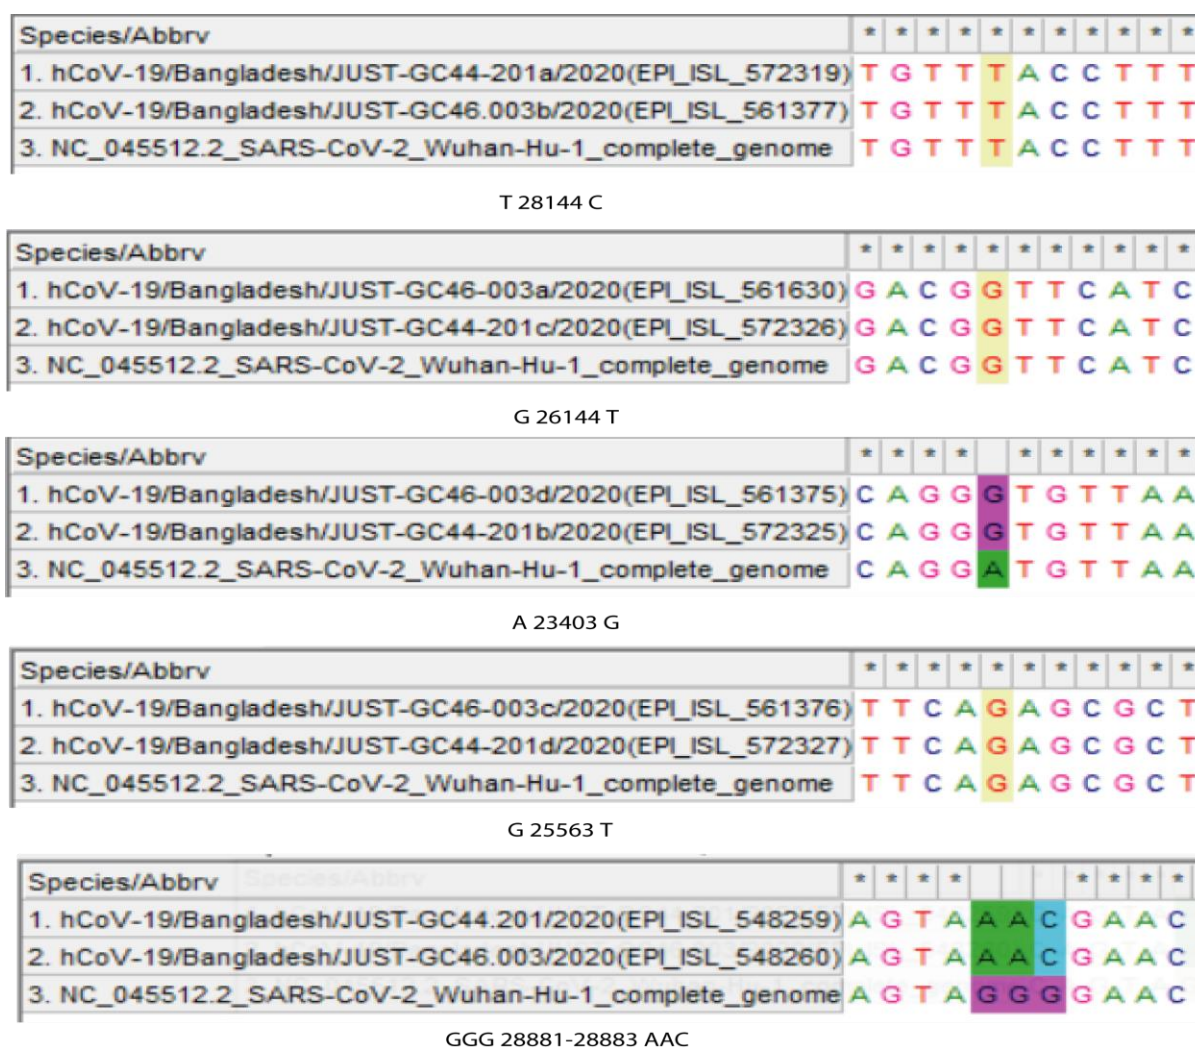 Species/Abbrv * * * * * * * * * * *
1. hCoV-19/Bangladesh/JUST-GC44-201a/2020(EPI_ISL_572319) T G T T T A C C T T T
2. hCoV-19/Bangladesh/JUST-GC46.003b/2020(EPI_ISL_561377) T G T T T A C C T T T
3. NC_045512.2_SARS-CoV-2_Wuhan-Hu-1_complete_genome T G T T T A C C T T T
T 28144 C
Species/Abbrv * * * * * * * * * * *
1. hCoV-19/Bangladesh/JUST-GC46-003a/2020(EPI_ISL_561630) G A C G G T T C A T C
2. hCoV-19/Bangladesh/JUST-GC44-201c/2020(EPI_ISL_572326) G A C G G T T C A T C
3. NC_045512.2_SARS-CoV-2_Wuhan-Hu-1_complete_genome G A C G G T T C A T C
G 26144 T
Species/Abbrv * * * * * * * * * *
1. hCoV-19/Bangladesh/JUST-GC46-003d/2020(EPI_ISL_561375) C A G G G T G T T A A
2. hCoV-19/Bangladesh/JUST-GC44-201b/2020(EPI_ISL_572325) C A G G G T G T T A A
3. NC_045512.2_SARS-CoV-2_Wuhan-Hu-1_complete_genome C A G G A T G T T A A
A 23403 G
Species/Abbrv * * * * * * * * * * *
1. hCoV-19/Bangladesh/JUST-GC46-003c/2020(EPI_ISL_561376) T T C A G A G C G C T
2. hCoV-19/Bangladesh/JUST-GC44-201d/2020(EPI_ISL_572327) T T C A G A G C G C T
3. NC_045512.2_SARS-CoV-2_Wuhan-Hu-1_complete_genome T T C A G A G C G C T
G 25563 T
Species/Abbrv * * * * * * * *
1. hCoV-19/Bangladesh/JUST-GC44.201/2020(EPI_ISL_548259) A G T A A A C G A A C
2. hCoV-19/Bangladesh/JUST-GC46.003/2020(EPI_ISL_548260) A G T A A A C G A A C
3. NC_045512.2_SARS-CoV-2_Wuhan-Hu-1_complete_genome A G T A G G G G A A C
GGG 28881-28883 AAC